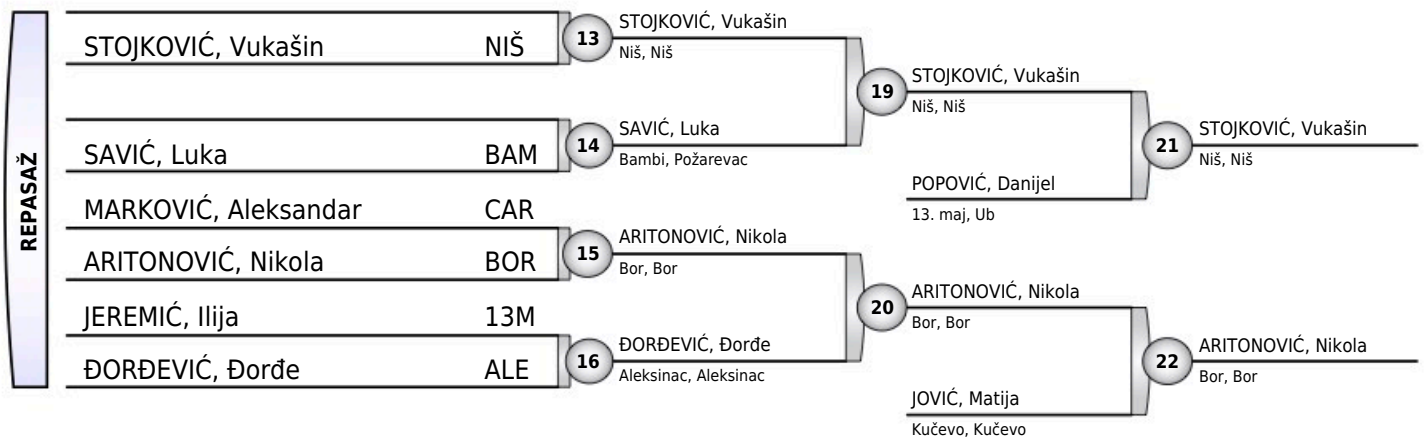 REPASAŽ
STOJKOVIĆ, Vukašin NIŠ
SAVIĆ, Luka BAM
MARKOVIĆ, Aleksandar CAR
ARITONOVIĆ, Nikola BOR
JEREMIĆ, Ilija 13M
ĐORĐEVIĆ, Đorđe ALE
13
STOJKOVIĆ, Vukašin
Niš, Niš
14
SAVIĆ, Luka
Bambi, Požarevac
15
ARITONOVIĆ, Nikola
Bor, Bor
16
ĐORĐEVIĆ, Đorđe
Aleksinac, Aleksinac
19
STOJKOVIĆ, Vukašin
Niš, Niš
POPOVIĆ, Danijel
13. maj, Ub
20
ARITONOVIĆ, Nikola
Bor, Bor
JOVIĆ, Matija
Kučevo, Kučevo
21
STOJKOVIĆ, Vukašin
Niš, Niš
22
ARITONOVIĆ, Nikola
Bor, Bor